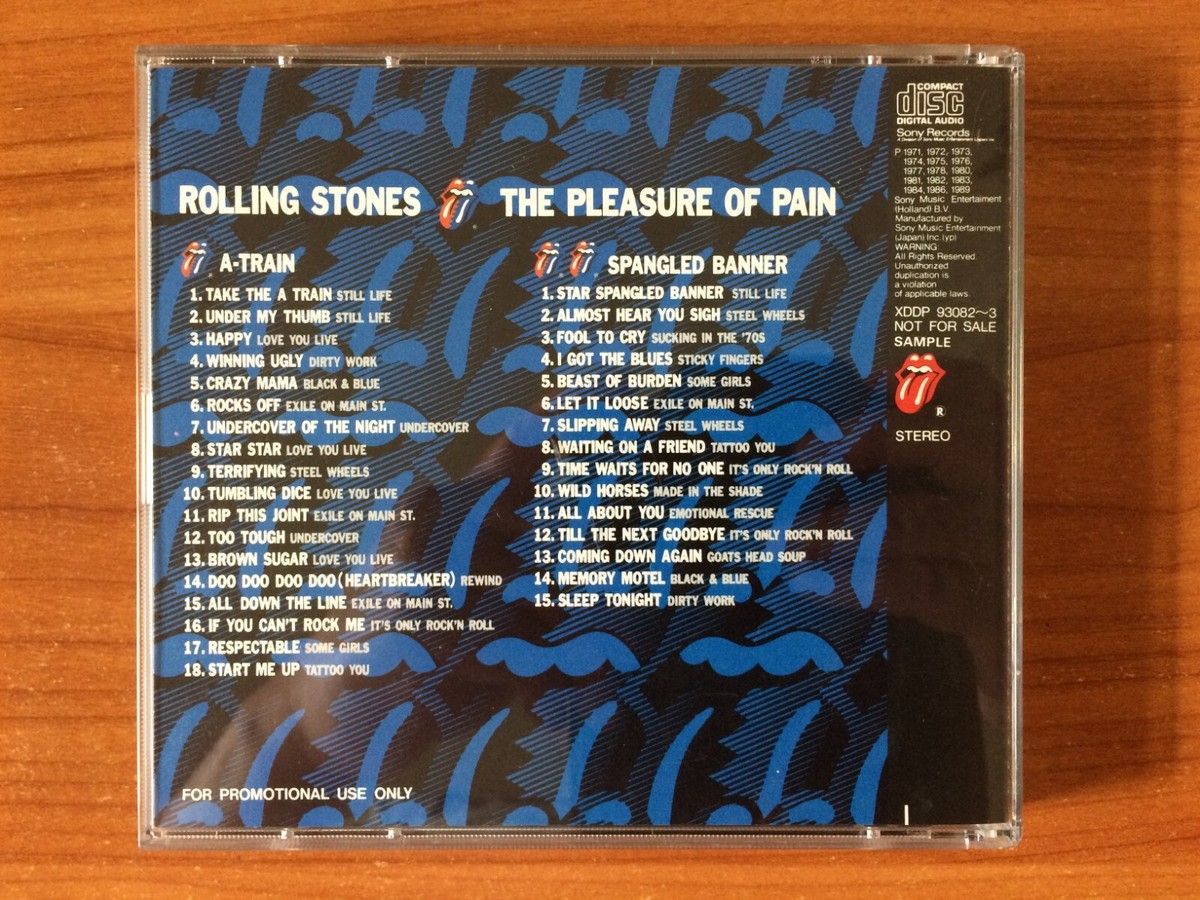 ROLLING STONES THE PLEASURE OF PAIN
A-TRAIN
1. TAKE THE A TRAIN STILL LIFE
2. UNDER MY THUMB STILL LIFE
3. HAPPY LOVE YOU LIVE
4. WINNING UGLY DIRTY WORK
5. CRAZY MAMA BLACK & BLUE
6. ROCKS OFF EXILE ON MAIN ST.
7. UNDERCOVER OF THE NIGHT UNDERCOVER
8. STAR STAR LOVE YOU LIVE
9. TERRIFYING STEEL WHEELS
10. TUMBLING DICE LOVE YOU LIVE
11. RIP THIS JOINT EXILE ON MAIN ST.
12. TOO TOUGH UNDERCOVER
13. BROWN SUGAR LOVE YOU LIVE
14. DOO DOO DOO DOO (HEARTBREAKER) REWIND
15. ALL DOWN THE LINE EXILE ON MAIN ST.
16. IF YOU CAN'T ROCK ME IT'S ONLY ROCK'N ROLL
17. RESPECTABLE SOME GIRLS
18. START ME UP TATTOO YOU
SPANGLED BANNER
1. STAR SPANGLED BANNER STILL LIFE
2. ALMOST HEAR YOU SIGH STEEL WHEELS
3. FOOL TO CRY SUCKING IN THE '70S
4. I GOT THE BLUES STICKY FINGERS
5. BEAST OF BURDEN SOME GIRLS
6. LET IT LOOSE EXILE ON MAIN ST.
7. SLIPPING AWAY STEEL WHEELS
8. WAITING ON A FRIEND TATTOO YOU
9. TIME WAITS FOR NO ONE IT'S ONLY ROCK'N ROLL
10. WILD HORSES MADE IN THE SHADE
11. ALL ABOUT YOU EMOTIONAL RESCUE
12. TILL THE NEXT GOODBYE IT'S ONLY ROCK'N ROLL
13. COMING DOWN AGAIN GOATS HEAD SOUP
14. MEMORY MOTEL BLACK & BLUE
15. SLEEP TONIGHT DIRTY WORK
FOR PROMOTIONAL USE ONLY
COMPACT
disc
DIGITAL AUDIO
Sony Records
P 1971, 1972, 1973,
1974, 1975, 1976,
1977, 1978, 1980,
1981, 1982, 1983,
1984, 1986, 1989
Sony Music Entertaiment
(Holland) B.V.
Manufactured by
Sony Music Entertainment
(Japan) Inc. (yp)
WARNING:
All Rights Reserved.
Unauthorized
duplication is
a violation
of applicable laws.
XDDP 93082~3
NOT FOR SALE
SAMPLE
R
STEREO